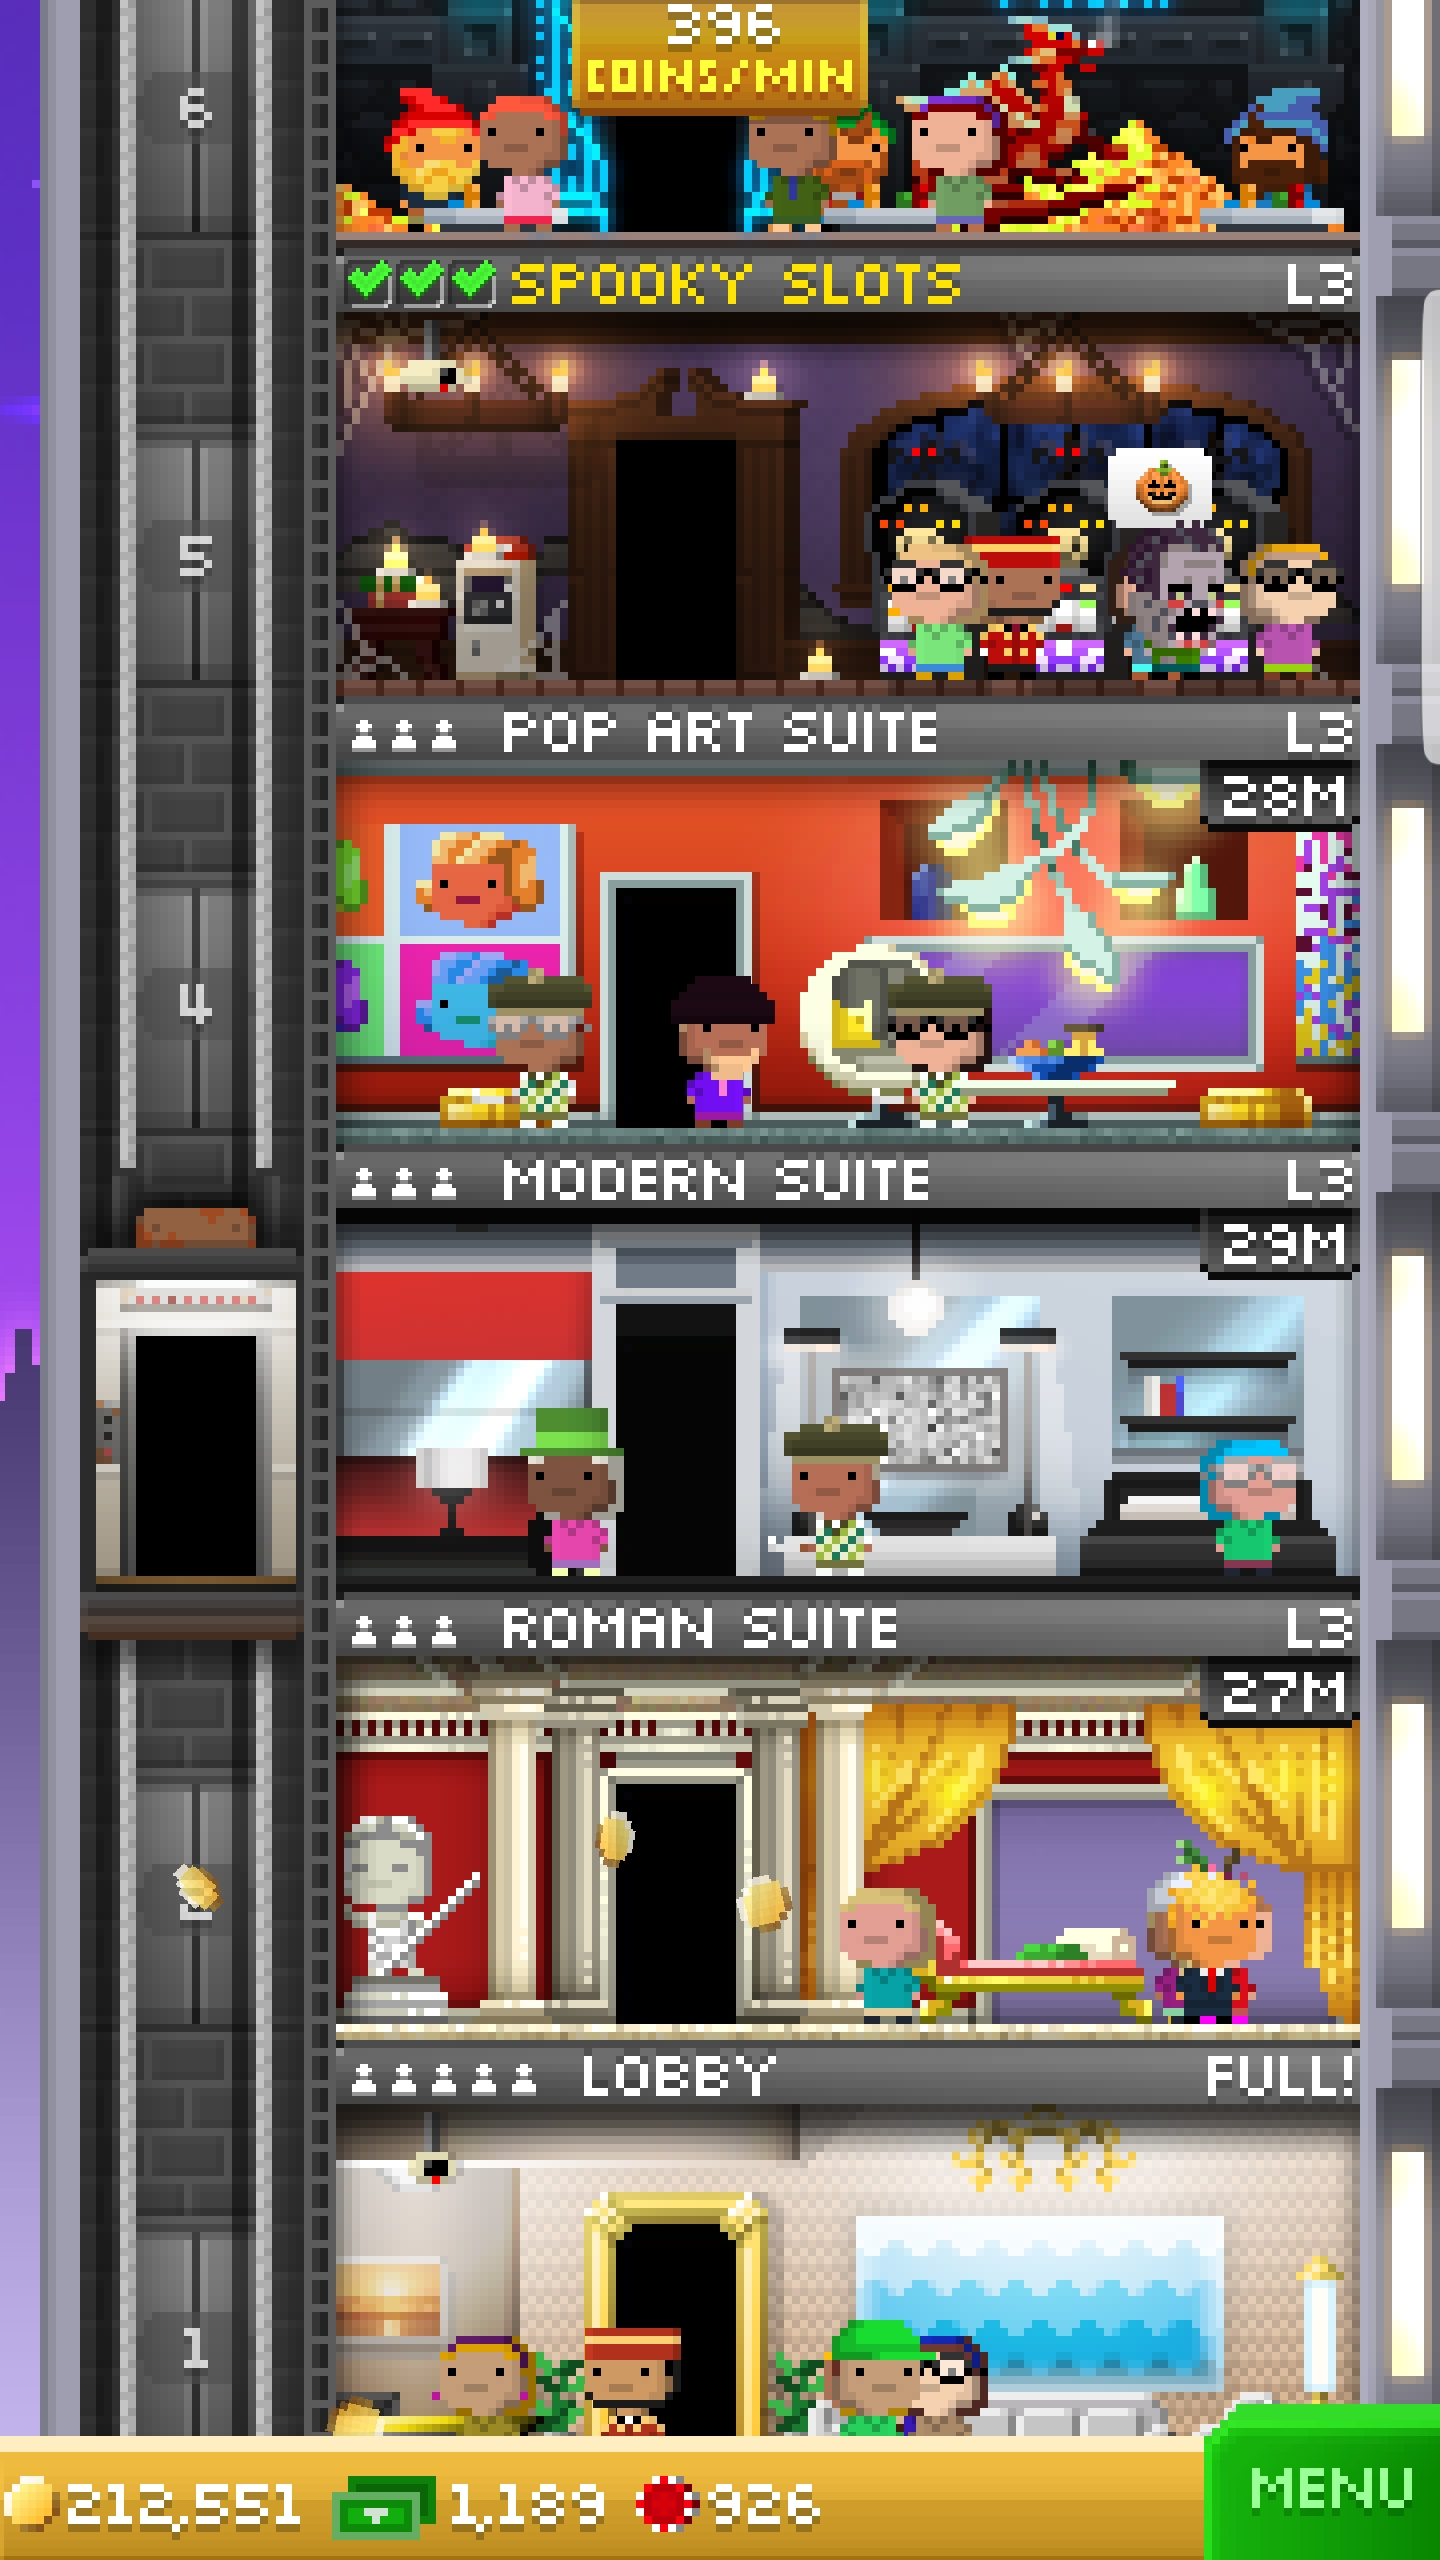 396
COINS/MIN
6
SPOOKY SLOTS L3
5
POP ART SUITE L3
28M
4
MODERN SUITE L3
29M
ROMAN SUITE L3
27M
LOBBY FULL!
1
212,551 1,189 926 MENU